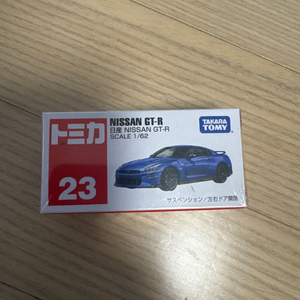 トミカ
23
NISSAN GT-R
日産 NISSAN GT-R
SCALE 1/62
TAKARA
TOMY
サスペンション/左右ドア開閉